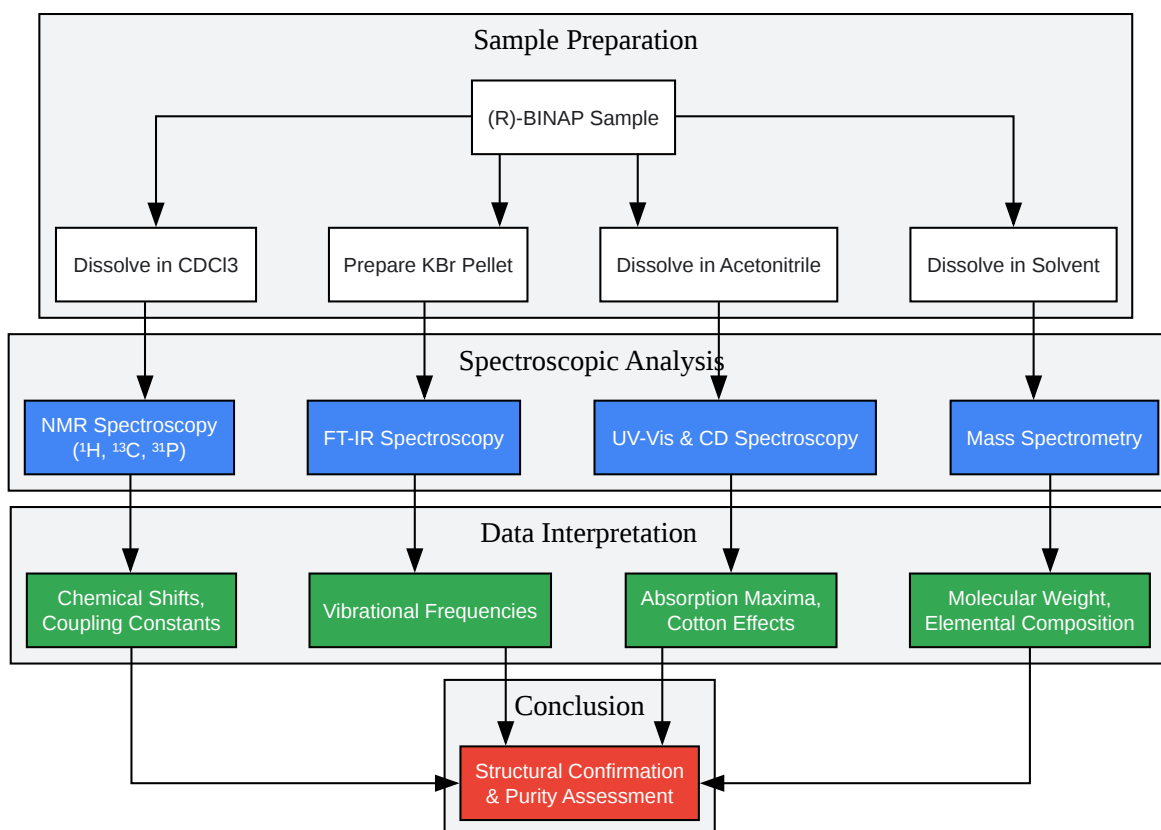 Sample Preparation
(R)-BINAP Sample
Dissolve in CDCl3
Prepare KBr Pellet
Dissolve in Acetonitrile
Dissolve in Solvent
Spectroscopic Analysis
NMR Spectroscopy
(¹H, ¹³C, ³¹P)
FT-IR Spectroscopy
UV-Vis & CD Spectroscopy
Mass Spectrometry
Data Interpretation
Chemical Shifts,
Coupling Constants
Vibrational Frequencies
Absorption Maxima,
Cotton Effects
Molecular Weight,
Elemental Composition
Conclusion
Structural Confirmation
& Purity Assessment